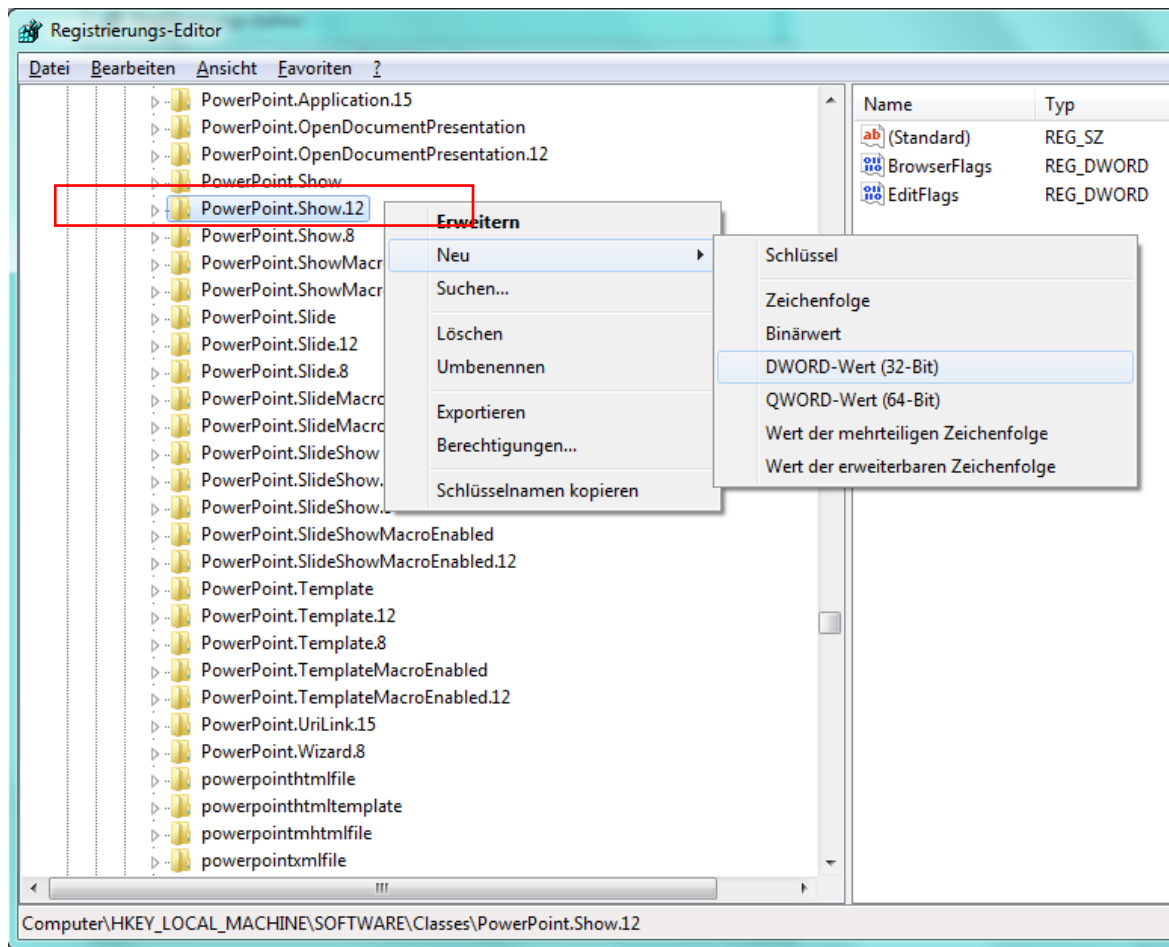 Registrierungs-Editor
Datei Bearbeiten Ansicht Favoriten ?
PowerPoint.Application.15
PowerPoint.OpenDocumentPresentation
PowerPoint.OpenDocumentPresentation.12
PowerPoint.Show
PowerPoint.Show.12
PowerPoint.Show.8
PowerPoint.ShowMacr
PowerPoint.ShowMacr
PowerPoint.Slide
PowerPoint.Slide.12
PowerPoint.Slide.8
PowerPoint.SlideMacro
PowerPoint.SlideMacro
PowerPoint.SlideShow
PowerPoint.SlideShow.
PowerPoint.SlideShow.
PowerPoint.SlideShowMacroEnabled
PowerPoint.SlideShowMacroEnabled.12
PowerPoint.Template
PowerPoint.Template.12
PowerPoint.Template.8
PowerPoint.TemplateMacroEnabled
PowerPoint.TemplateMacroEnabled.12
PowerPoint.UriLink.15
PowerPoint.Wizard.8
powerpointhtmlfile
powerpointhtmltemplate
powerpointmhtmlfile
powerpointxmlfile
Erweitern
Neu
Suchen...
Löschen
Umbenennen
Exportieren
Berechtigungen...
Schlüsselnamen kopieren
Schlüssel
Zeichenfolge
Binärwert
DWORD-Wert (32-Bit)
QWORD-Wert (64-Bit)
Wert der mehrteiligen Zeichenfolge
Wert der erweiterbaren Zeichenfolge
Name Typ
(Standard) REG_SZ
BrowserFlags REG_DWORD
EditFlags REG_DWORD
Computer\HKEY_LOCAL_MACHINE\SOFTWARE\Classes\PowerPoint.Show.12